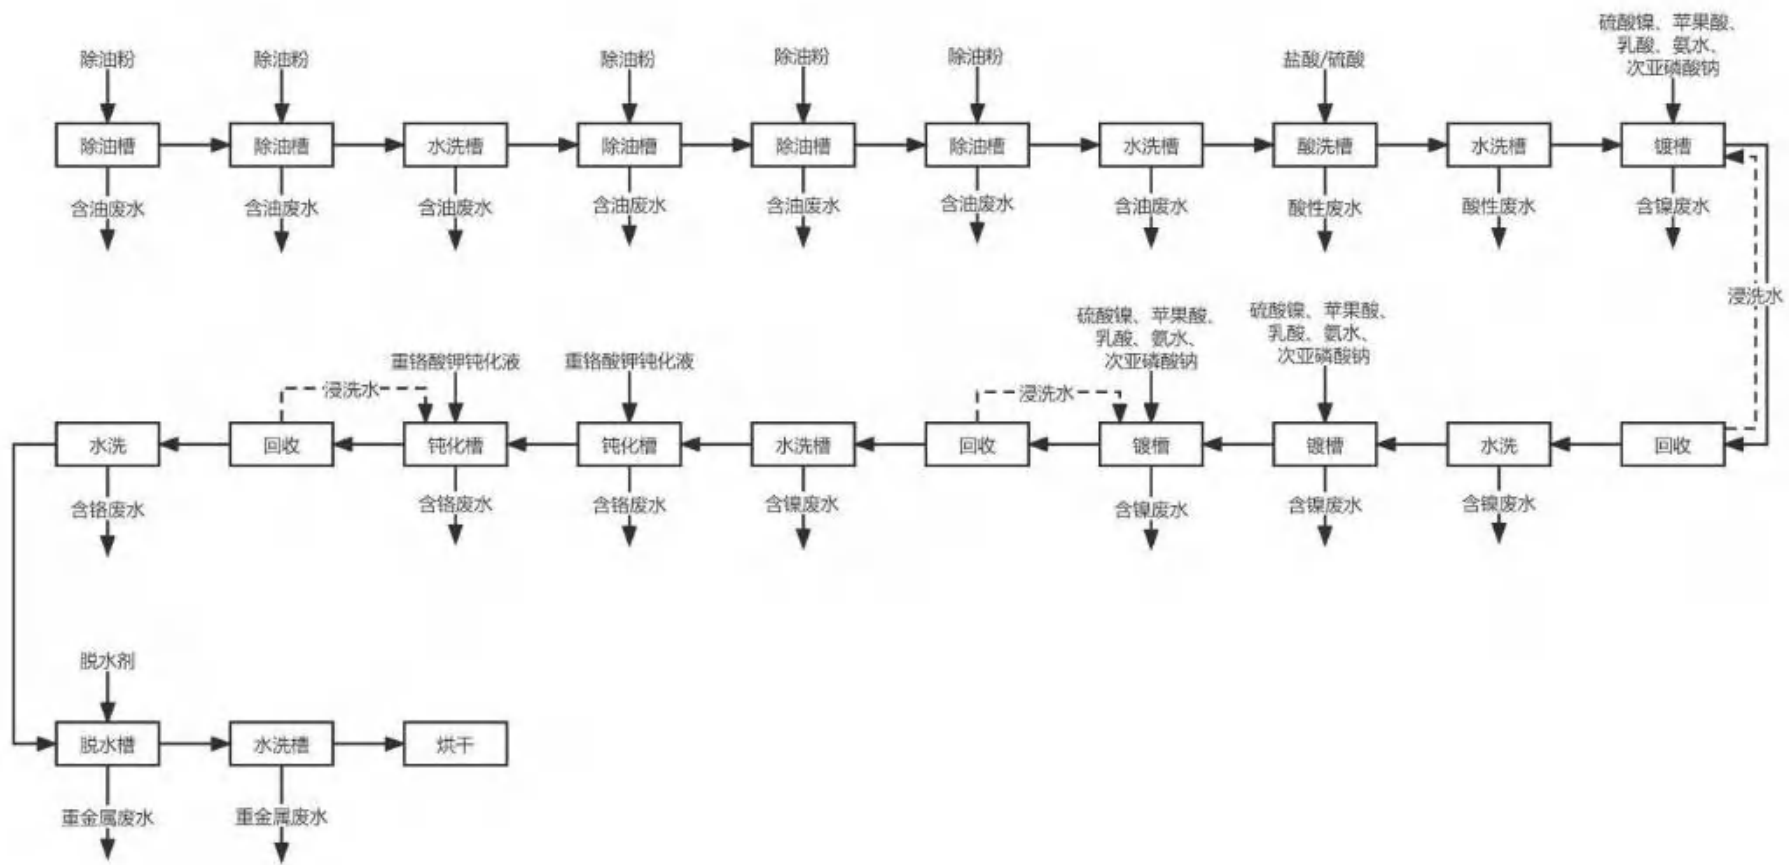 硫酸镍、苹果酸、
乳酸、氨水、
次亚磷酸钠
除油粉
除油粉
除油粉
除油粉
除油粉
盐酸/硫酸
除油槽
除油槽
水洗槽
除油槽
除油槽
除油槽
水洗槽
酸洗槽
水洗槽
镀槽
含油废水
含油废水
含油废水
含油废水
含油废水
含油废水
含油废水
酸性废水
酸性废水
含镍废水
浸洗水
硫酸镍、苹果酸、
乳酸、氨水、
次亚磷酸钠
硫酸镍、苹果酸、
乳酸、氨水、
次亚磷酸钠
重铬酸钾钝化液
重铬酸钾钝化液
浸洗水
浸洗水
水洗
回收
钝化槽
钝化槽
水洗槽
回收
镀槽
镀槽
水洗
回收
含铬废水
含铬废水
含铬废水
含镍废水
含镍废水
含镍废水
含镍废水
脱水剂
脱水槽
水洗槽
烘干
重金属废水
重金属废水